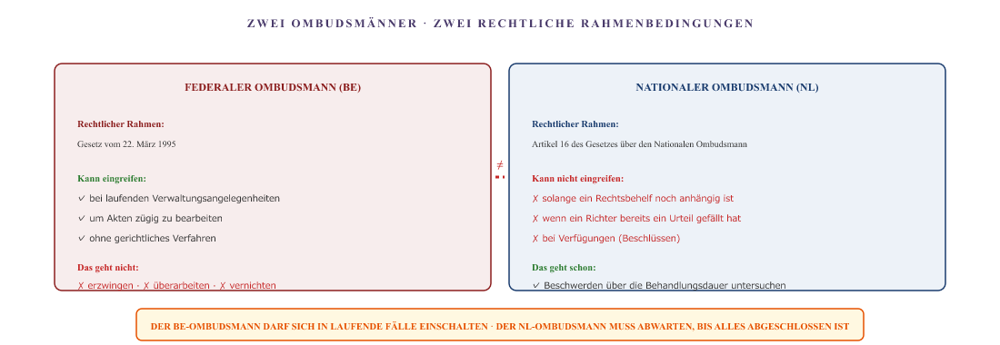 ZWEI OMBUDSMÄNNER · ZWEI RECHTLICHE RAHMENBEDINGUNGEN
FEDERALER OMBUDSMANN (BE)
Rechtlicher Rahmen:
Gesetz vom 22. März 1995
Kann eingreifen:
✓ bei laufenden Verwaltungsangelegenheiten
✓ um Akten zügig zu bearbeiten
✓ ohne gerichtliches Verfahren
Das geht nicht:
✗ erzwingen · ✗ überarbeiten · ✗ vernichten
≠
NATIONALER OMBUDSMANN (NL)
Rechtlicher Rahmen:
Artikel 16 des Gesetzes über den Nationalen Ombudsmann
Kann nicht eingreifen:
✗ solange ein Rechtsbehelf noch anhängig ist
✗ wenn ein Richter bereits ein Urteil gefällt hat
✗ bei Verfügungen (Beschlüssen)
Das geht schon:
✓ Beschwerden über die Behandlungsdauer untersuchen
DER BE-OMBUDSMANN DARF SICH IN LAUFENDE FÄLLE EINSCHALTEN · DER NL-OMBUDSMANN MUSS ABWARTEN, BIS ALLES ABGESCHLOSSEN IST